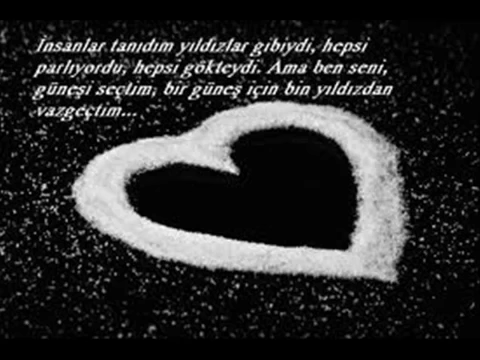 İnsanlar tanıdım yıldızlar gibiydi, hepsi
parlıyordu, hepsi gökteydi. Ama ben seni,
güneşi seçtim, bir güneş için bin yıldızdan
vazgeçtim...